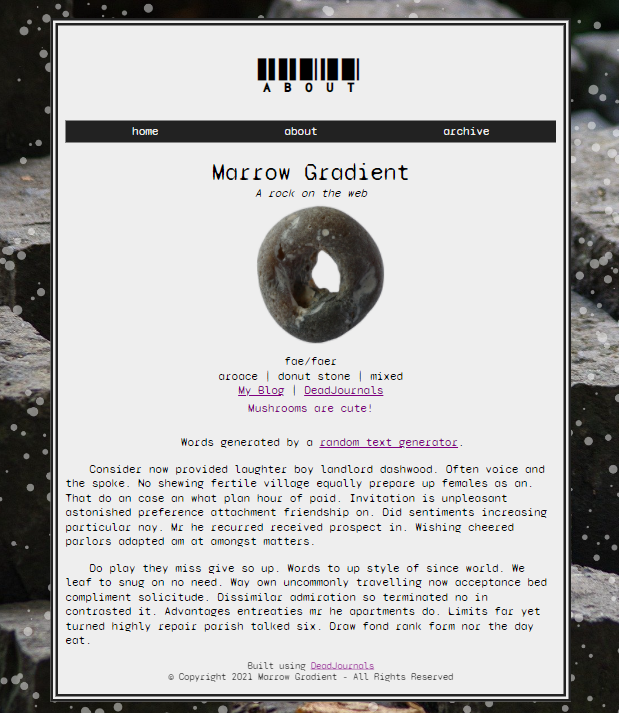 ABOUT
home about archive
Marrow Gradient
A rock on the web
fae/faer
aroace | donut stone | mixed
My Blog | DeadJournals
Mushrooms are cute!
Words generated by a random text generator.
Consider now provided laughter boy landlord dashwood. Often voice and
the spoke. No shewing fertile village equally prepare up females as an.
That do an case an what plan hour of paid. Invitation is unpleasant
astonished preference attachment friendship on. Did sentiments increasing
particular nay. Mr he recurred received prospect in. Wishing cheered
parlors adapted am at amongst matters.
Do play they miss give so up. Words to up style of since world. We
leaf to snug on no need. Way own uncommonly travelling now acceptance bed
compliment solicitude. Dissimilar admiration so terminated no in
contrasted it. Advantages entreaties mr he apartments do. Limits far yet
turned highly repair parish talked six. Draw fond rank form nor the day
eat.
Built using DeadJournals
© Copyright 2021 Marrow Gradient - All Rights Reserved